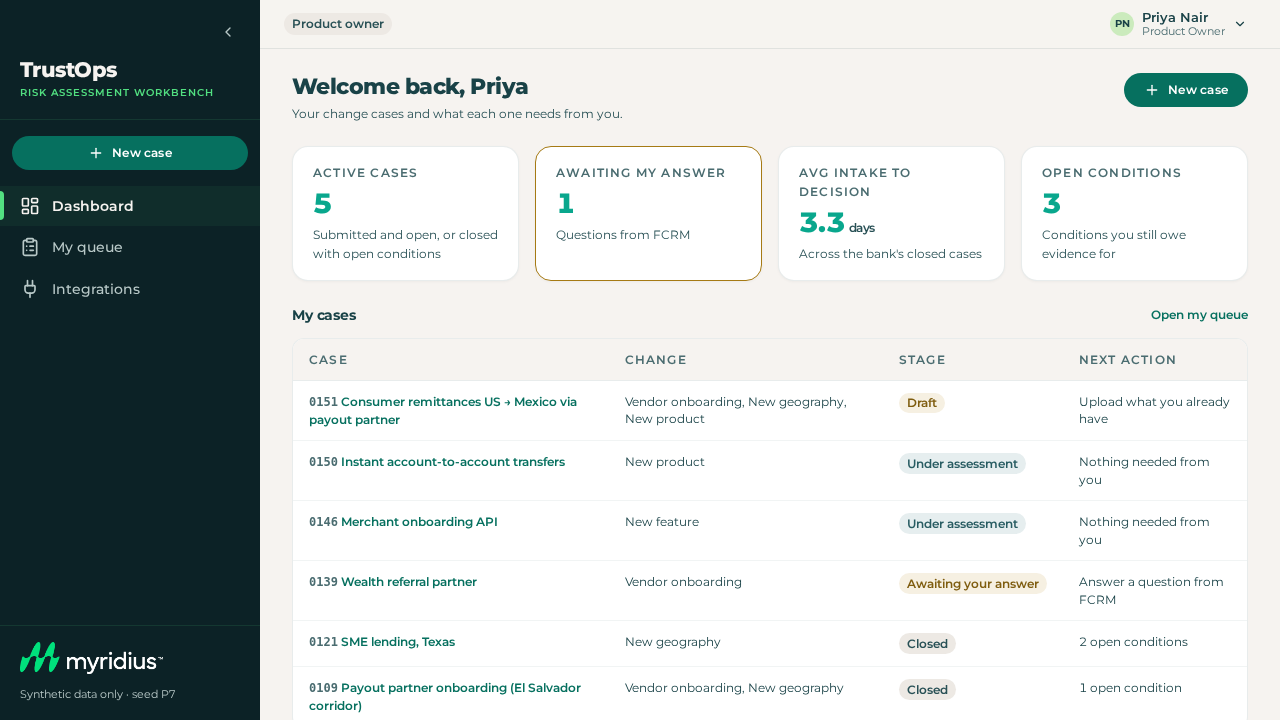 TrustOps
RISK ASSESSMENT WORKBENCH
New case
Dashboard
My queue
Integrations
myridius™
Synthetic data only · seed P7
Product owner
PN
Priya Nair
Product Owner
Welcome back, Priya
Your change cases and what each one needs from you.
New case
ACTIVE CASES
5
Submitted and open, or closed
with open conditions
AWAITING MY ANSWER
1
Questions from FCRM
AVG INTAKE TO
DECISION
3.3 days
Across the bank's closed cases
OPEN CONDITIONS
3
Conditions you still owe
evidence for
My cases
Open my queue
CASE CHANGE STAGE NEXT ACTION
0151 Consumer remittances US → Mexico via
payout partner
Vendor onboarding, New geography,
New product
Draft
Upload what you already
have
0150 Instant account-to-account transfers
New product
Under assessment
Nothing needed from
you
0146 Merchant onboarding API
New feature
Under assessment
Nothing needed from
you
0139 Wealth referral partner
Vendor onboarding
Awaiting your answer
Answer a question from
FCRM
0121 SME lending, Texas
New geography
Closed
2 open conditions
0109 Payout partner onboarding (El Salvador
corridor)
Vendor onboarding, New geography
Closed
1 open condition